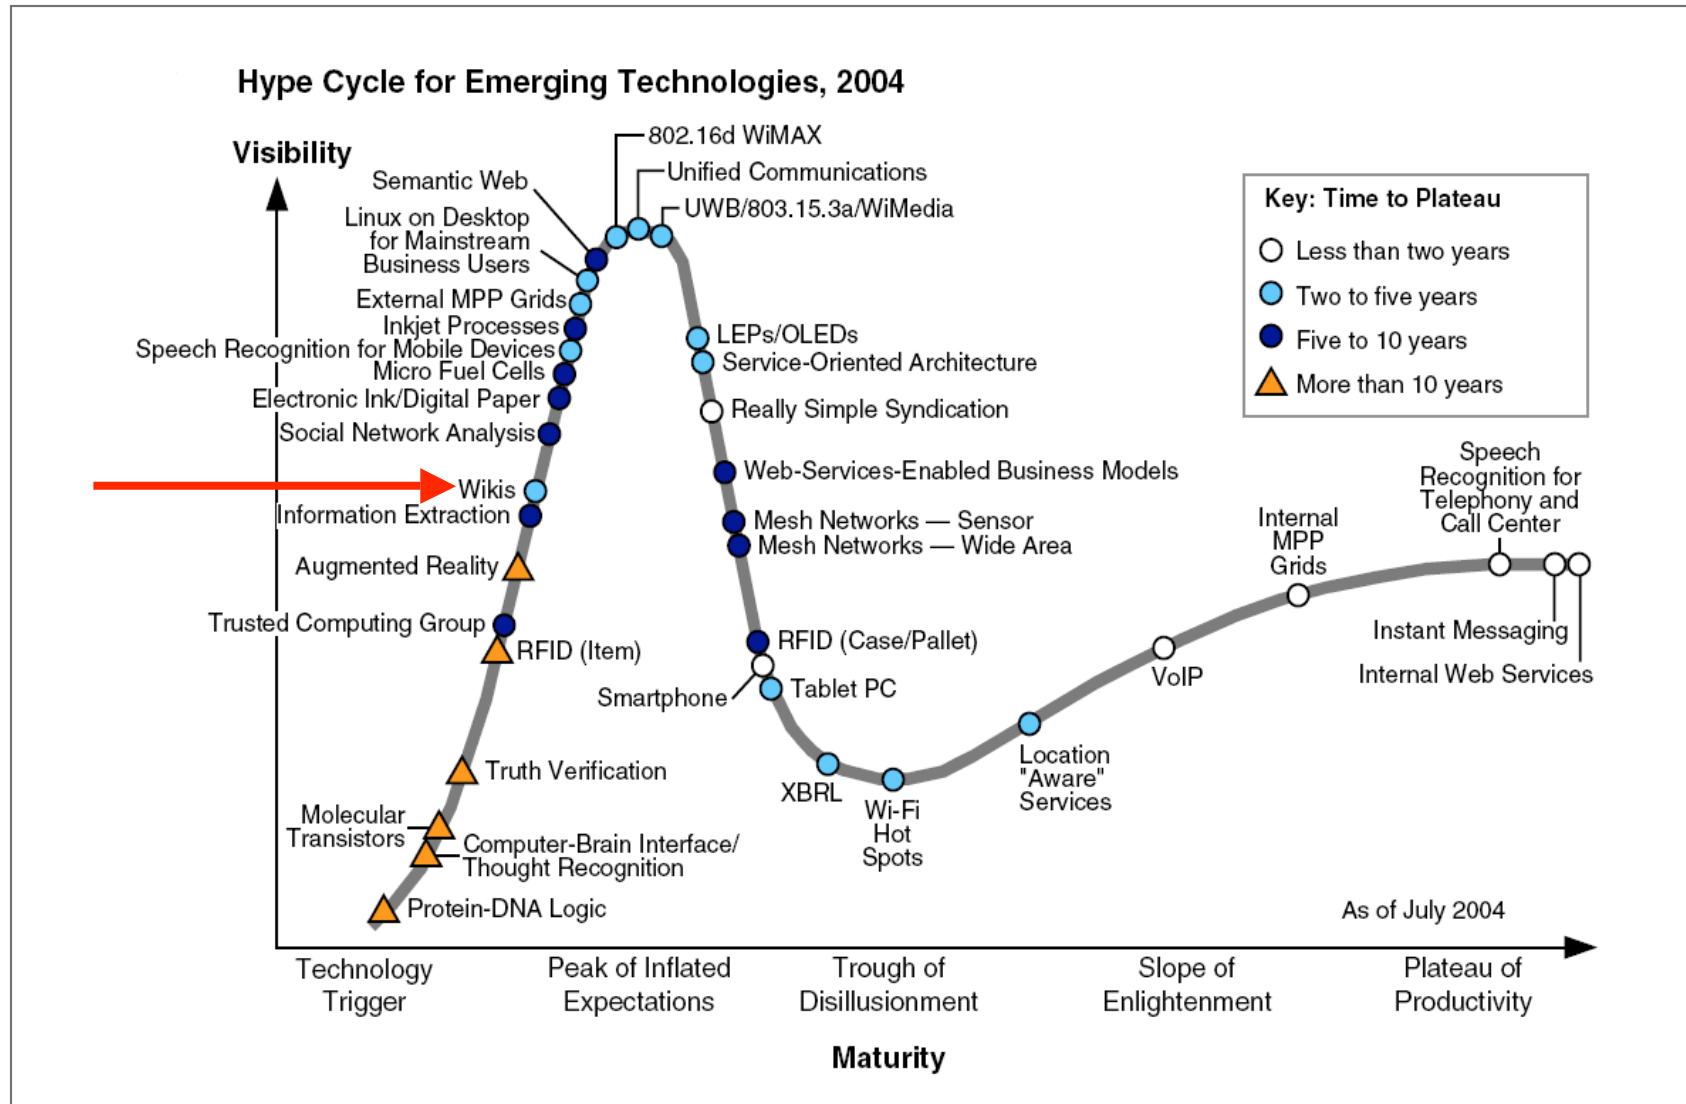 Hype Cycle for Emerging Technologies, 2004
Visibility
802.16d WiMAX
Unified Communications
UWB/803.15.3a/WiMedia
Semantic Web
Linux on Desktop
for Mainstream
Business Users
External MPP Grids
Inkjet Processes
Speech Recognition for Mobile Devices
Micro Fuel Cells
Electronic Ink/Digital Paper
Social Network Analysis
Wikis
Information Extraction
Augmented Reality
Trusted Computing Group
RFID (Item)
Truth Verification
Molecular
Transistors
Computer-Brain Interface/
Thought Recognition
Protein-DNA Logic
LEPs/OLEDs
Service-Oriented Architecture
Really Simple Syndication
Web-Services-Enabled Business Models
Mesh Networks — Sensor
Mesh Networks — Wide Area
RFID (Case/Pallet)
Smartphone
Tablet PC
XBRL
Wi-Fi
Hot
Spots
Location
"Aware"
Services
VoIP
Internal
MPP
Grids
Speech
Recognition for
Telephony and
Call Center
Instant Messaging
Internal Web Services
Key: Time to Plateau
Less than two years
Two to five years
Five to 10 years
More than 10 years
As of July 2004
Technology
Trigger
Peak of Inflated
Expectations
Trough of
Disillusionment
Slope of
Enlightenment
Plateau of
Productivity
Maturity